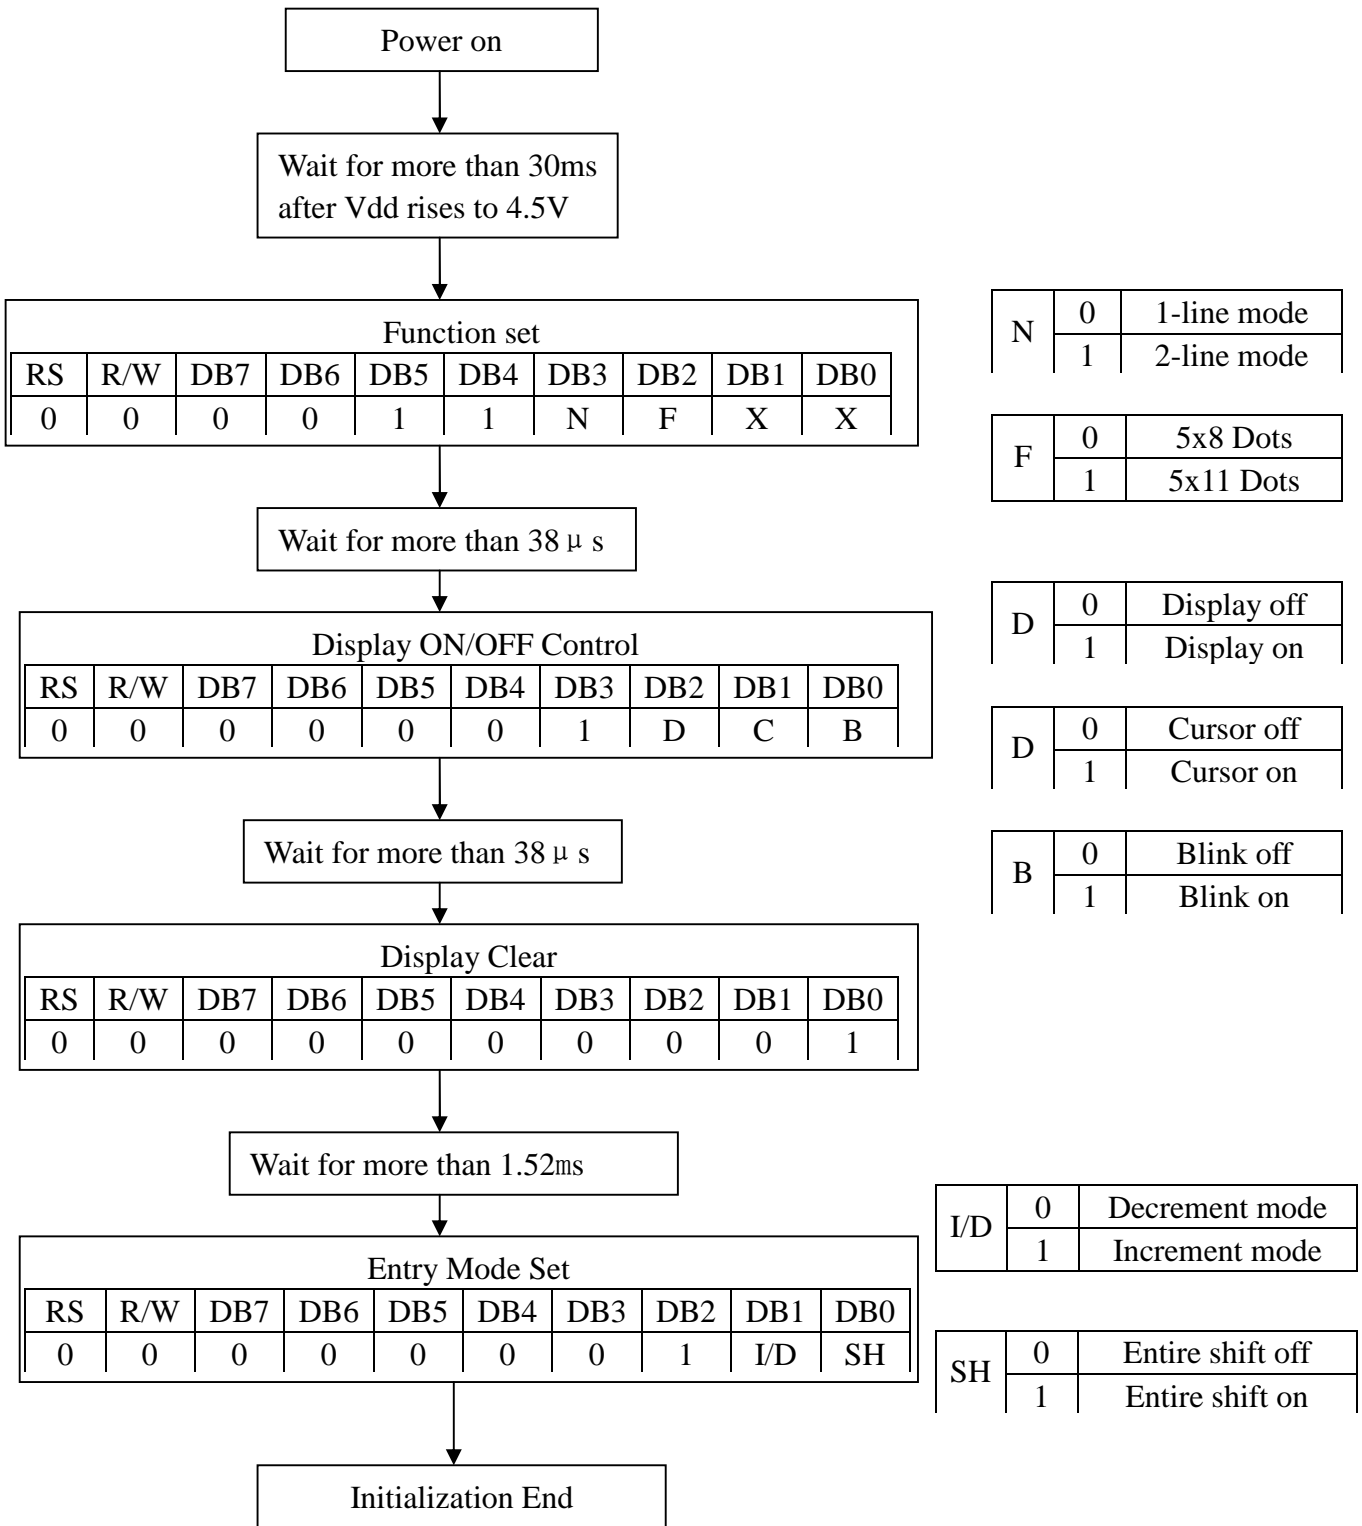 Power on
Wait for more than 30ms
after Vdd rises to 4.5V
Function set
RS R/W DB7 DB6 DB5 DB4 DB3 DB2 DB1 DB0
0 0 0 0 1 1 N F X X
N 0 1-line mode
1 2-line mode
F 0 5x8 Dots
1 5x11 Dots
Wait for more than 38μs
Display ON/OFF Control
RS R/W DB7 DB6 DB5 DB4 DB3 DB2 DB1 DB0
0 0 0 0 0 0 1 D C B
D 0 Display off
1 Display on
D 0 Cursor off
1 Cursor on
B 0 Blink off
1 Blink on
Wait for more than 38μs
Display Clear
RS R/W DB7 DB6 DB5 DB4 DB3 DB2 DB1 DB0
0 0 0 0 0 0 0 0 0 1
Wait for more than 1.52ms
Entry Mode Set
RS R/W DB7 DB6 DB5 DB4 DB3 DB2 DB1 DB0
0 0 0 0 0 0 0 1 I/D SH
I/D 0 Decrement mode
1 Increment mode
SH 0 Entire shift off
1 Entire shift on
Initialization End